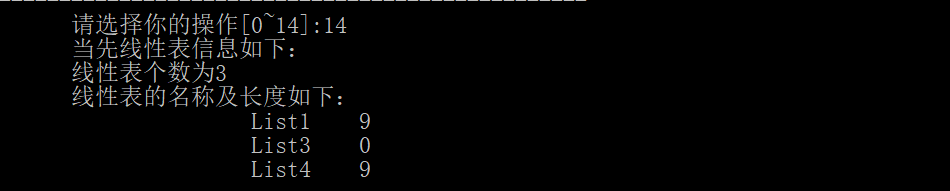 请选择你的操作[0~14]:14
当先线性表信息如下：
线性表个数为3
线性表的名称及长度如下：
List1 9
List3 0
List4 9